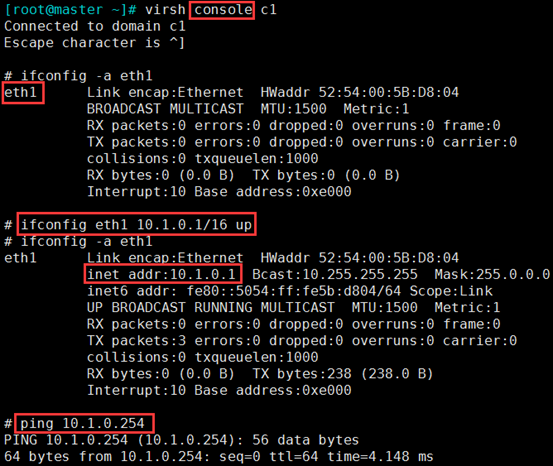 [root@master ~]# virsh console c1
Connected to domain c1
Escape character is ^]
# ifconfig -a eth1
eth1      Link encap:Ethernet  HWaddr 52:54:00:5B:D8:04
          BROADCAST MULTICAST  MTU:1500  Metric:1
          RX packets:0 errors:0 dropped:0 overruns:0 frame:0
          TX packets:0 errors:0 dropped:0 overruns:0 carrier:0
          collisions:0 txqueuelen:1000
          RX bytes:0 (0.0 B)  TX bytes:0 (0.0 B)
          Interrupt:10 Base address:0xe000
# ifconfig eth1 10.1.0.1/16 up
# ifconfig -a eth1
eth1      Link encap:Ethernet  HWaddr 52:54:00:5B:D8:04
          inet addr:10.1.0.1  Bcast:10.255.255.255  Mask:255.0.0.0
          inet6 addr: fe80::5054:ff:fe5b:d804/64 Scope:Link
          UP BROADCAST RUNNING MULTICAST  MTU:1500  Metric:1
          RX packets:0 errors:0 dropped:0 overruns:0 frame:0
          TX packets:3 errors:0 dropped:0 overruns:0 carrier:0
          collisions:0 txqueuelen:1000
          RX bytes:0 (0.0 B)  TX bytes:238 (238.0 B)
          Interrupt:10 Base address:0xe000
# ping 10.1.0.254
PING 10.1.0.254 (10.1.0.254): 56 data bytes
64 bytes from 10.1.0.254: seq=0 ttl=64 time=4.148 ms